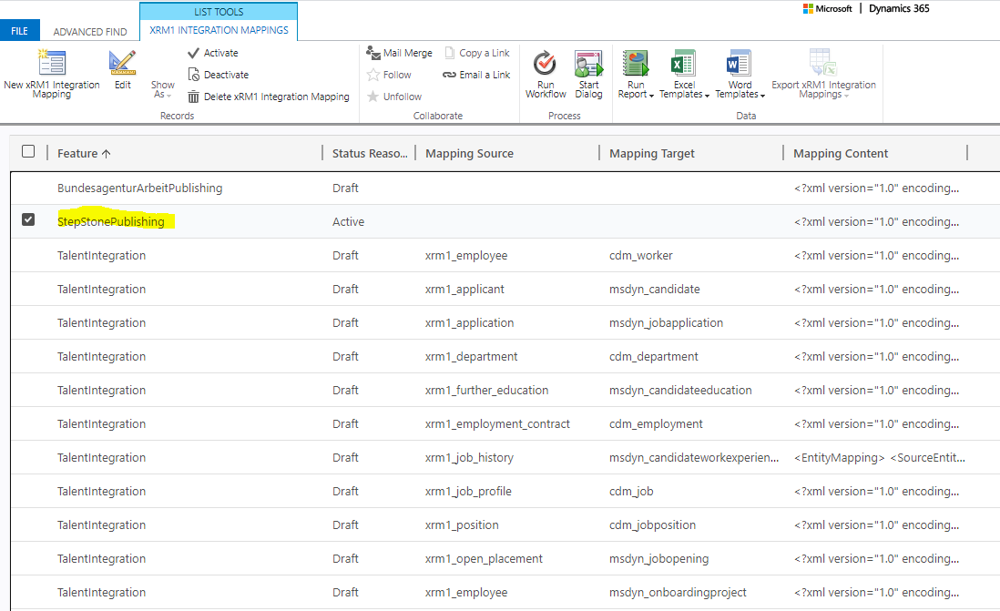 LIST TOOLS
Microsoft | Dynamics 365
FILE
ADVANCED FIND
XRM1 INTEGRATION MAPPINGS
New xRM1 Integration
Mapping
Edit
Show
As
Activate
Deactivate
Delete xRM1 Integration Mapping
Records
Mail Merge
Follow
Unfollow
Copy a Link
Email a Link
Collaborate
Run
Workflow
Start
Dialog
Process
Run
Report
Excel
Templates
Word
Templates
Export xRM1 Integration
Mappings
Data
Feature Status Reaso... Mapping Source Mapping Target Mapping Content
BundesagenturArbeitPublishing Draft <?xml version="1.0" encoding...
StepStonePublishing Active <?xml version="1.0" encoding...
TalentIntegration Draft xrm1_employee cdm_worker <?xml version="1.0" encoding...
TalentIntegration Draft xrm1_applicant msdyn_candidate <?xml version="1.0" encoding...
TalentIntegration Draft xrm1_application msdyn_jobapplication <?xml version="1.0" encoding...
TalentIntegration Draft xrm1_department cdm_department <?xml version="1.0" encoding...
TalentIntegration Draft xrm1_further_education msdyn_candidateeducation <?xml version="1.0" encoding...
TalentIntegration Draft xrm1_employment_contract cdm_employment <?xml version="1.0" encoding...
TalentIntegration Draft xrm1_job_history msdyn_candidateworkexperien... <EntityMapping> <SourceEntit...
TalentIntegration Draft xrm1_job_profile cdm_job <?xml version="1.0" encoding...
TalentIntegration Draft xrm1_position cdm_jobposition <?xml version="1.0" encoding...
TalentIntegration Draft xrm1_open_placement msdyn_jobopening <?xml version="1.0" encoding...
TalentIntegration Draft xrm1_employee msdyn_onboardingproject <?xml version="1.0" encoding...